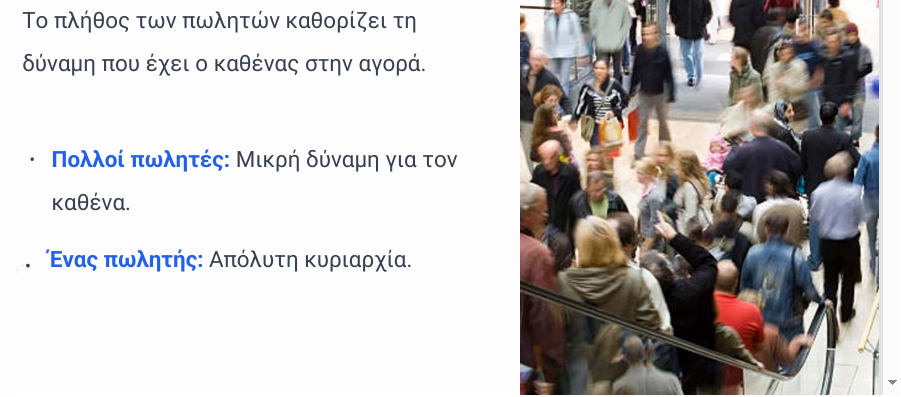 Το πλήθος των πωλητών καθορίζει τη
δύναμη που έχει ο καθένας στην αγορά.
· Πολλοί πωλητές: Μικρή δύναμη για τον
καθένα.
. Ένας πωλητής: Απόλυτη κυριαρχία.